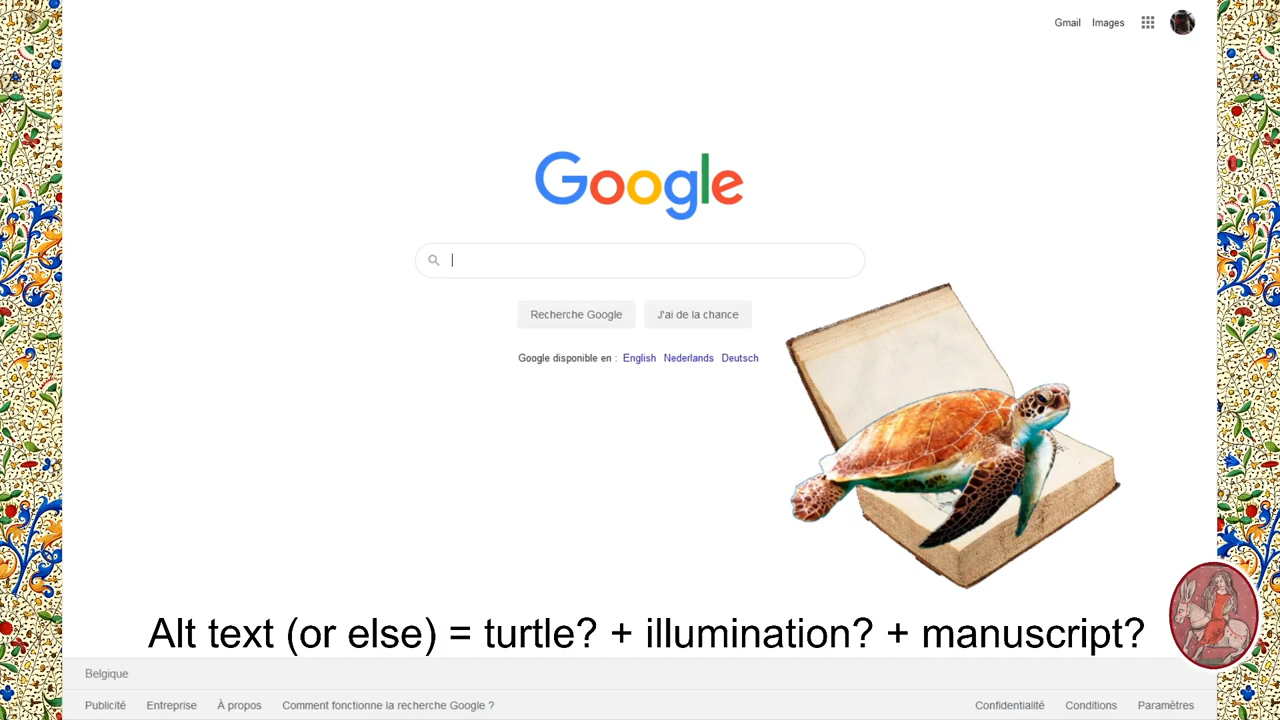 Gmail Images
Google
Recherche Google J'ai de la chance
Google disponible en : English Nederlands Deutsch
Alt text (or else) = turtle? + illumination? + manuscript?
Belgique
Publicité Entreprise À propos Comment fonctionne la recherche Google ? Confidentialité Conditions Paramètres